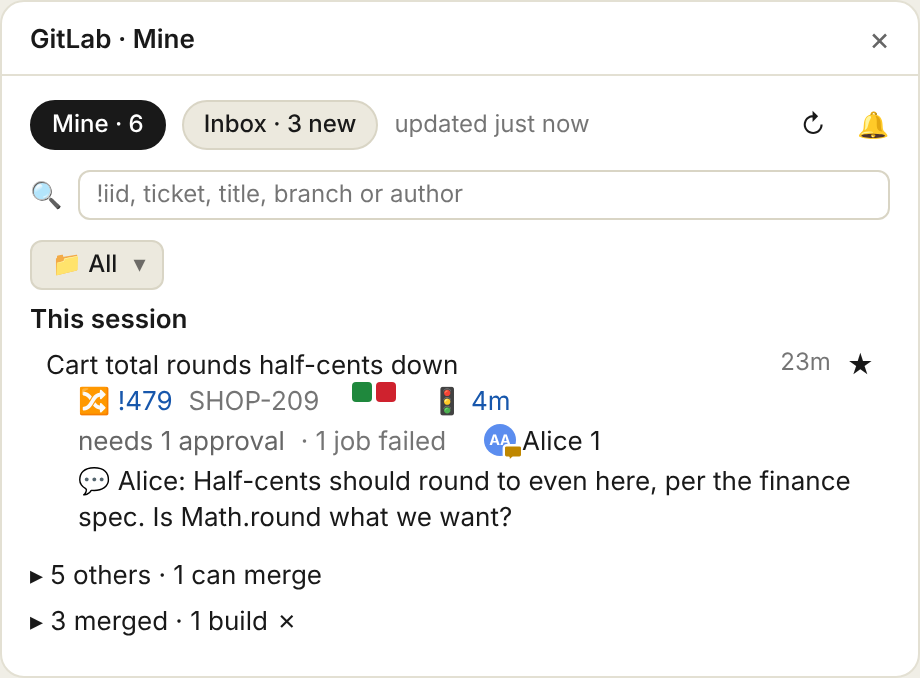 GitLab · Mine
×
Mine · 6 Inbox · 3 new updated just now
!iid, ticket, title, branch or author
All ▾
This session
Cart total rounds half-cents down 23m ★
!479 SHOP-209 4m
needs 1 approval · 1 job failed AA Alice 1
Alice: Half-cents should round to even here, per the finance
spec. Is Math.round what we want?
▸ 5 others · 1 can merge
▸ 3 merged · 1 build ×